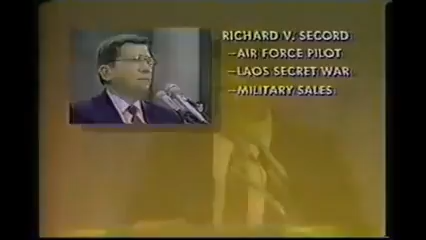 RICHARD V. SECORD
–AIR FORCE PILOT
–LAOS SECRET WAR
–MILITARY SALES